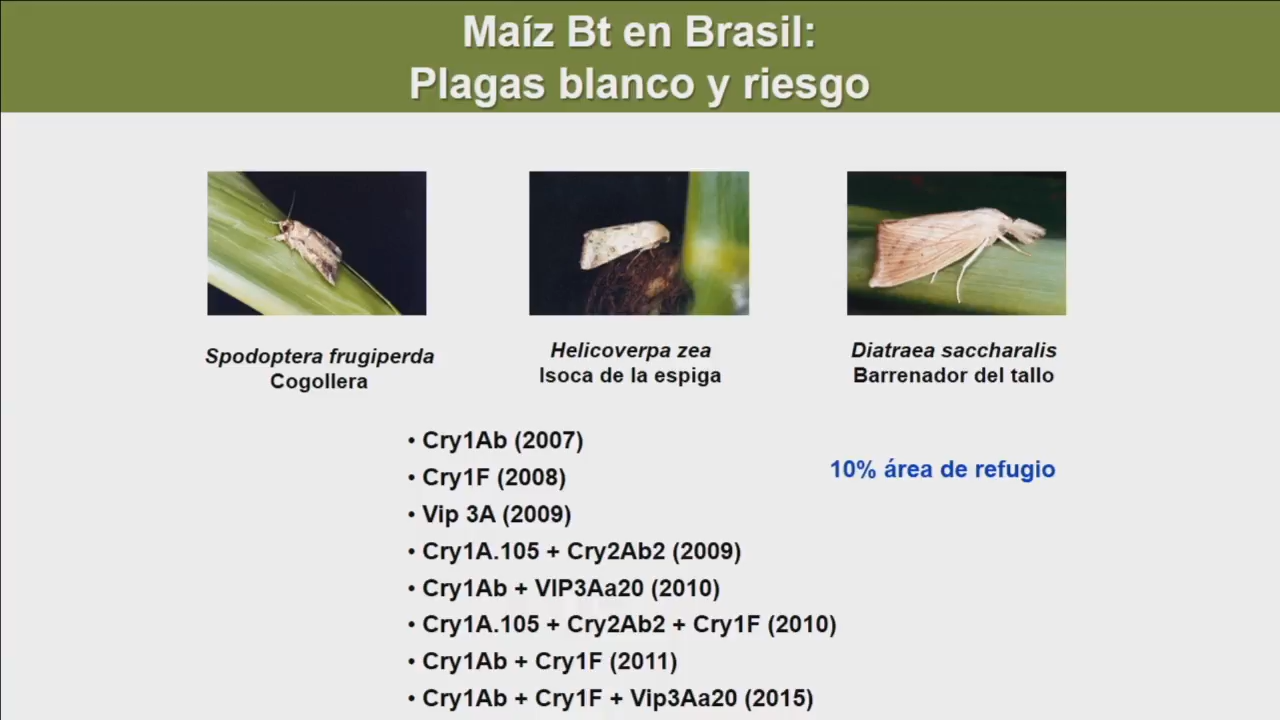 Maíz Bt en Brasil:
Plagas blanco y riesgo
Spodoptera frugiperda
Cogollera
Helicoverpa zea
Isoca de la espiga
Diatraea saccharalis
Barrenador del tallo
• Cry1Ab (2007)
• Cry1F (2008)
• Vip 3A (2009)
• Cry1A.105 + Cry2Ab2 (2009)
• Cry1Ab + VIP3Aa20 (2010)
• Cry1A.105 + Cry2Ab2 + Cry1F (2010)
• Cry1Ab + Cry1F (2011)
• Cry1Ab + Cry1F + Vip3Aa20 (2015)
10% área de refugio